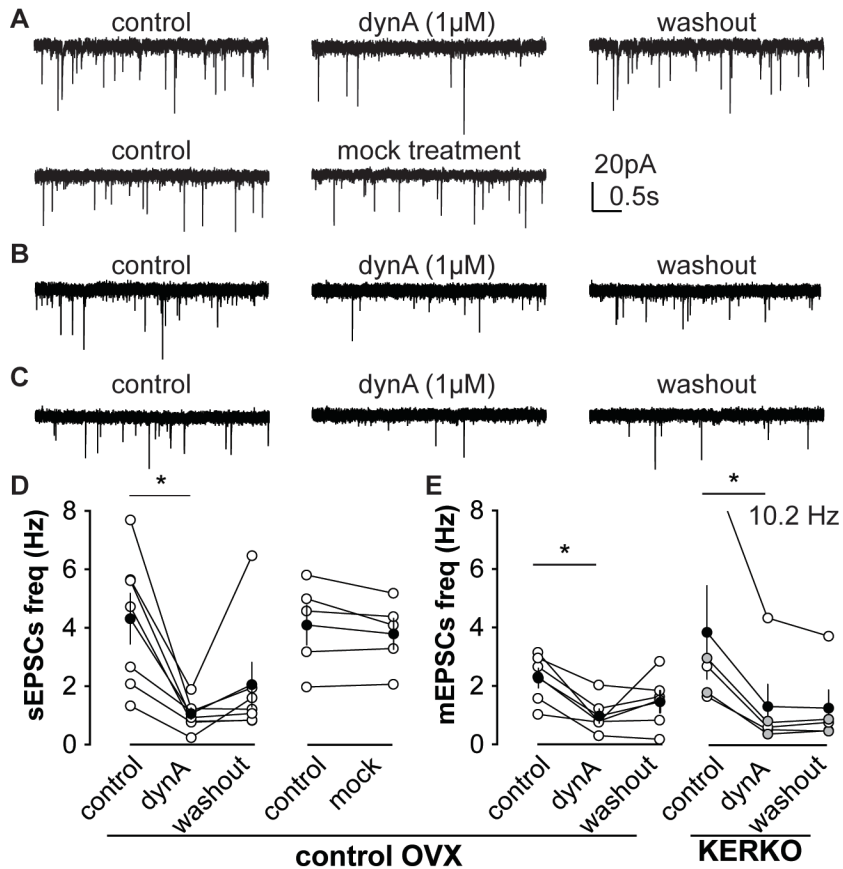 A
control
dynA (1µM)
washout
control
mock treatment
20pA
0.5s
B
control
dynA (1µM)
washout
C
control
dynA (1µM)
washout
D
*
sEPSCs freq (Hz)
8
6
4
2
0
control
dynA
washout
control
mock
E
*
*
10.2 Hz
mEPSCs freq (Hz)
8
6
4
2
0
control
dynA
washout
control
dynA
washout
control OVX
KERKO